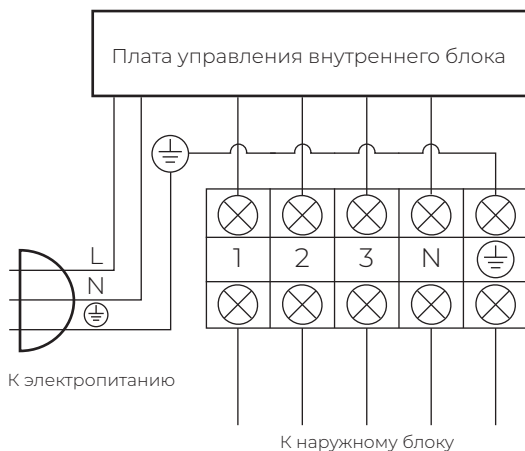 Плата управления внутреннего блока
L
N
1 2 3 N
К электропитанию
К наружному блоку